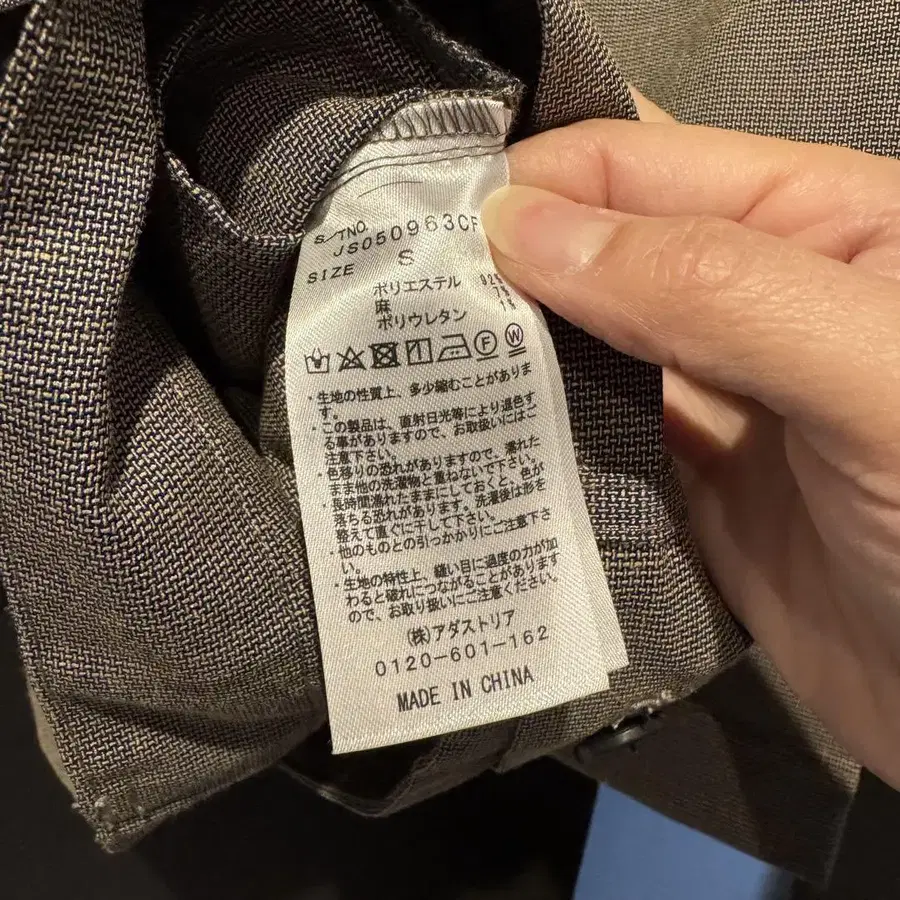 S/TNO.
JS050963CF
SIZE S
ポリエステル 92%
麻 7%
ポリウレタン 1%
F W
・生地の性質上、多少縮むことがありま
す。
・この製品は、直射日光等により退色す
る事がありますので、お取扱いにはご
注意下さい。
・色落りの恐れがありますので、濡れた
まま他の洗濯物と重ねないで下さい。
・長時間濡れたままにしておくと、色が
落ちる恐れがあります。洗濯後は形を
整えて直ぐに干して下さい。
・他のものとの引っかかりにご注意下さ
い。
・生地の特性上、縫い目に過度の力が加
わると破れにつながることがあります
ので、お取り扱いにご注意ください。
(株)アダストリア
0120-601-162
MADE IN CHINA